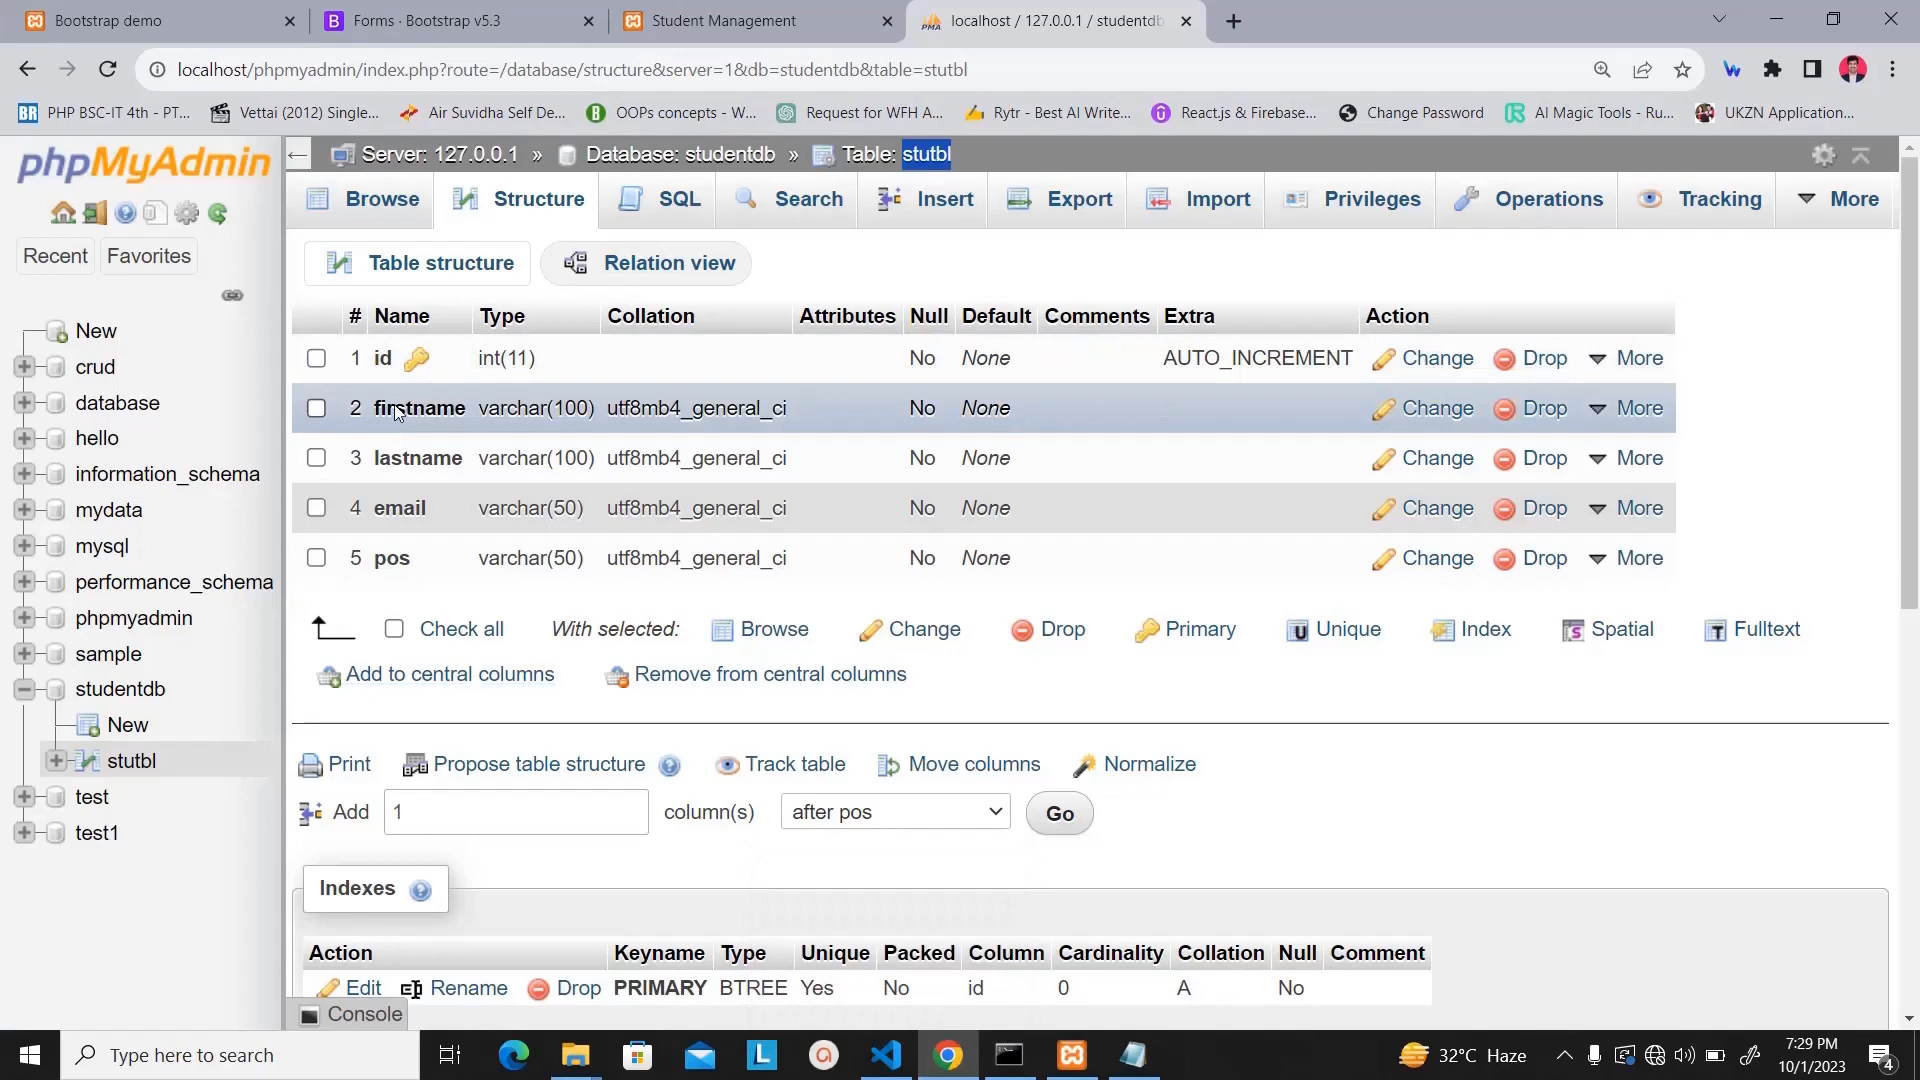 Bootstrap demo
Forms · Bootstrap v5.3
Student Management
localhost / 127.0.0.1 / studentdb
localhost/phpmyadmin/index.php?route=/database/structure&server=1&db=studentdb&table=stutbl
PHP BSC-IT 4th - PT...
Vettai (2012) Single...
Air Suvidha Self De...
OOPs concepts - W...
Request for WFH A...
Rytr - Best AI Write...
React.js & Firebase...
Change Password
AI Magic Tools - Ru...
UKZN Application...
phpMyAdmin
Recent Favorites
New
crud
database
hello
information_schema
mydata
mysql
performance_schema
phpmyadmin
sample
studentdb
New
stutbl
test
test1
Server: 127.0.0.1 » Database: studentdb » Table: stutbl
Browse Structure SQL Search Insert Export Import Privileges Operations Tracking More
Table structure Relation view
# Name Type Collation Attributes Null Default Comments Extra Action
1 id int(11) No None AUTO_INCREMENT Change Drop More
2 firstname varchar(100) utf8mb4_general_ci No None Change Drop More
3 lastname varchar(100) utf8mb4_general_ci No None Change Drop More
4 email varchar(50) utf8mb4_general_ci No None Change Drop More
5 pos varchar(50) utf8mb4_general_ci No None Change Drop More
Check all With selected: Browse Change Drop Primary Unique Index Spatial Fulltext
Add to central columns Remove from central columns
Print Propose table structure Track table Move columns Normalize
Add 1 column(s) after pos Go
Indexes
Action Keyname Type Unique Packed Column Cardinality Collation Null Comment
Edit Rename Drop PRIMARY BTREE Yes No id 0 A No
Console
Type here to search
32°C Haze
7:29 PM
10/1/2023
4